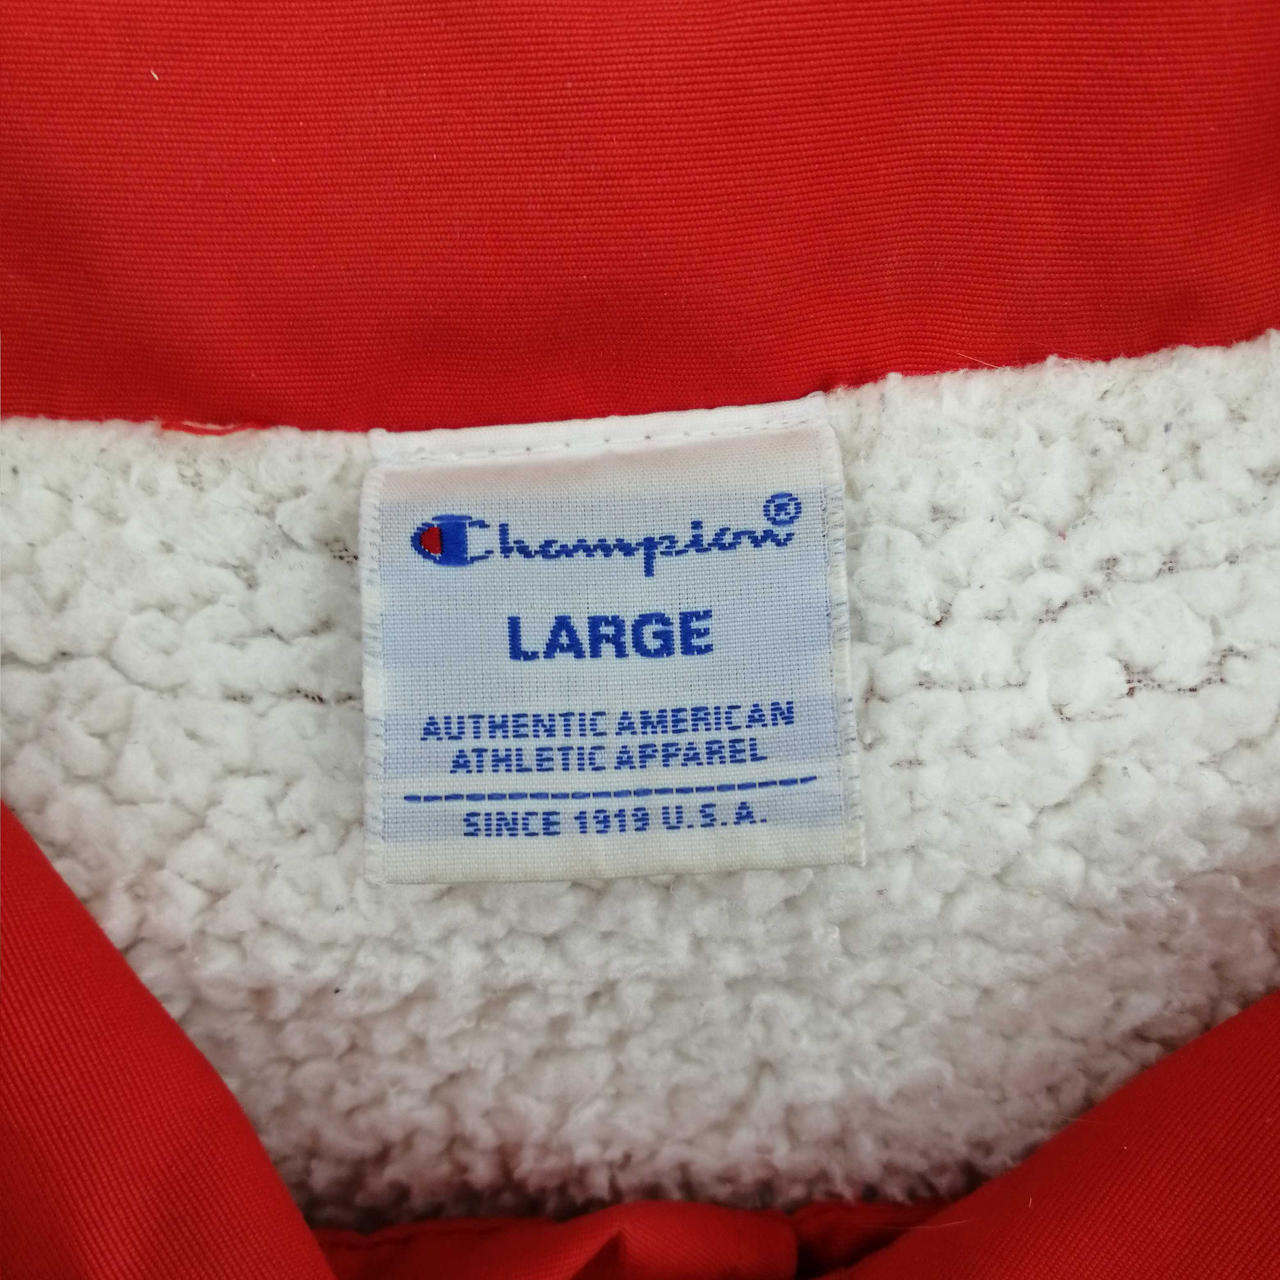 Champion®
LARGE
AUTHENTIC AMERICAN
ATHLETIC APPAREL
SINCE 1919 U.S.A.